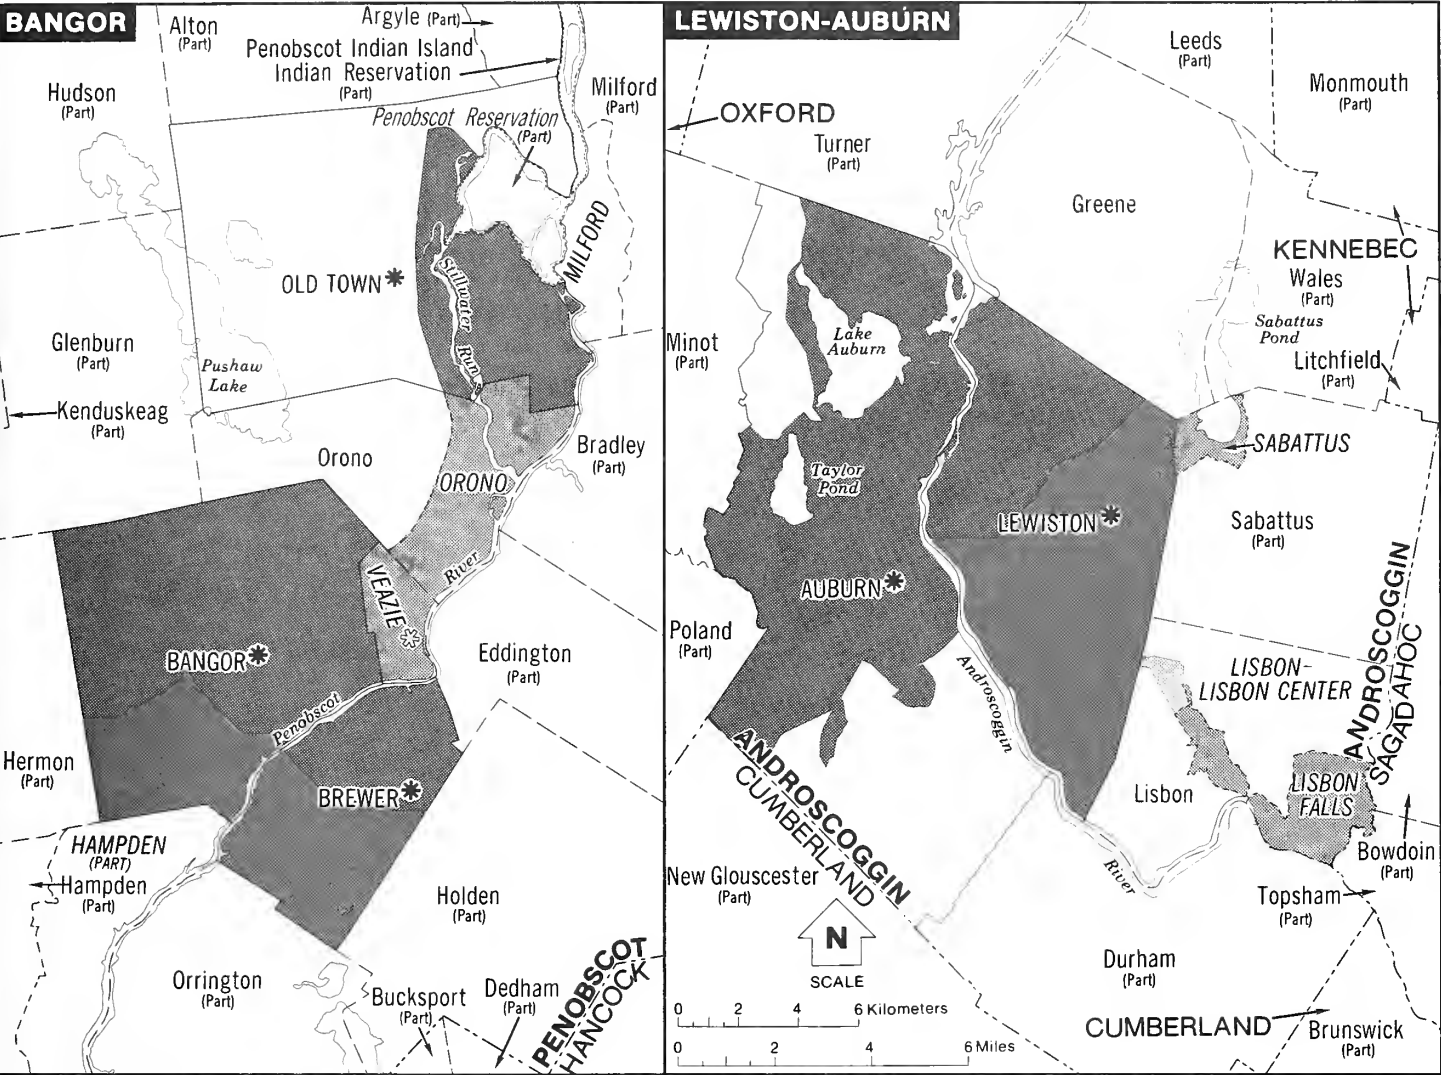 BANGOR
Alton
(Part)
Argyle (Part)
Penobscot Indian Island
Indian Reservation
(Part)
Hudson
(Part)
Milford
(Part)
Penobscot Reservation
(Part)
MILFORD
OLD TOWN
Stillwater
Run
Glenburn
(Part)
Pushaw
Lake
Kenduskeag
(Part)
Orono
Bradley
(Part)
ORONO
River
VEAZIE
BANGOR
Eddington
(Part)
Penobscot
Hermon
(Part)
BREWER
HAMPDEN
(PART)
Hampden
(Part)
Holden
(Part)
Orrington
(Part)
Bucksport
(Part)
Dedham
(Part)
PENOBSCOT
HANCOCK
LEWISTON-AUBURN
Leeds
(Part)
Monmouth
(Part)
OXFORD
Turner
(Part)
Greene
KENNEBEC
Wales
(Part)
Sabattus
Pond
Minot
(Part)
Lake
Auburn
Litchfield
(Part)
SABATTUS
Taylor
Pond
LEWISTON
Sabattus
(Part)
AUBURN
Poland
(Part)
Androscoggin
LISBON-
LISBON CENTER
ANDROSCOGGIN
SAGADAHOC
ANDROSCOGGIN
CUMBERLAND
Lisbon
LISBON
FALLS
River
Bowdoin
(Part)
New Glouscester
(Part)
Topsham
(Part)
N
SCALE
Durham
(Part)
0 2 4 6 Kilometers
0 2 4 6 Miles
CUMBERLAND
Brunswick
(Part)